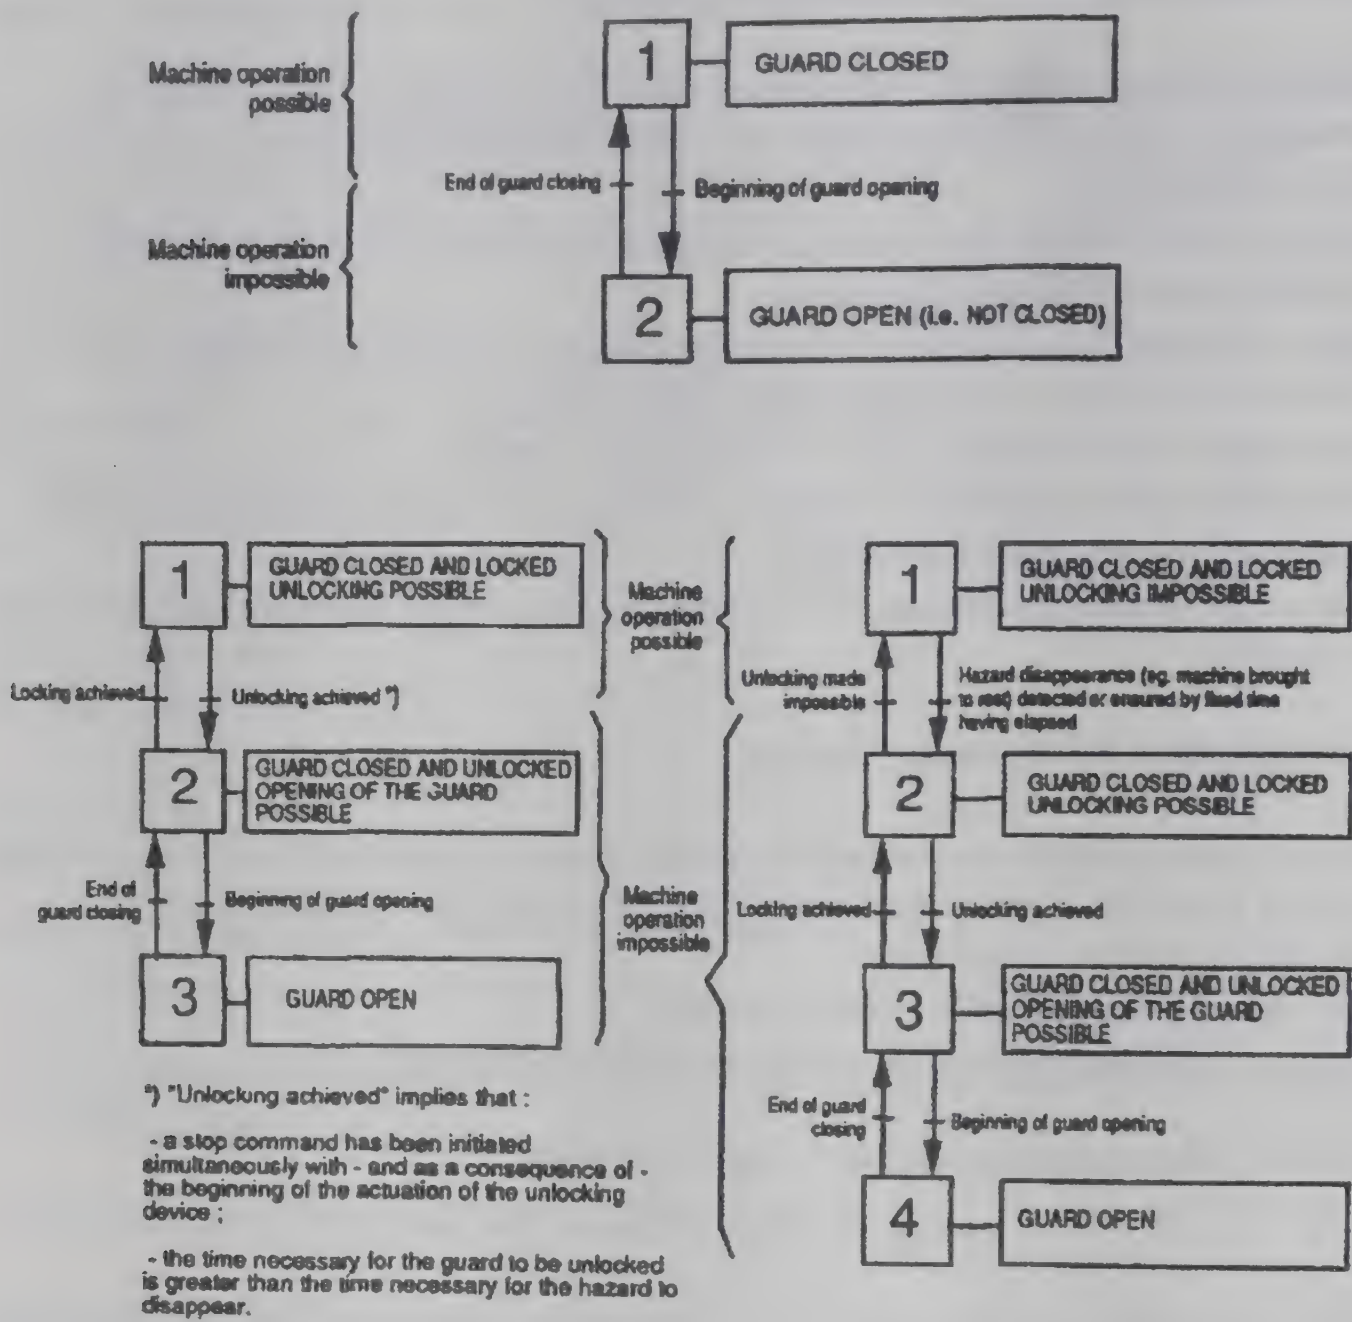 Machine operation
possible
1
GUARD CLOSED
End of guard closing
Beginning of guard opening
Machine operation
impossible
2
GUARD OPEN (i.e. NOT CLOSED)
1
GUARD CLOSED AND LOCKED
UNLOCKING POSSIBLE
Locking achieved
Unlocking achieved *)
2
GUARD CLOSED AND UNLOCKED
OPENING OF THE GUARD
POSSIBLE
End of
guard closing
Beginning of guard opening
3
GUARD OPEN
*) "Unlocking achieved" implies that :
- a stop command has been initiated
simultaneously with - and as a consequence of -
the beginning of the actuation of the unlocking
device ;
- the time necessary for the guard to be unlocked
is greater than the time necessary for the hazard to
disappear.
Machine
operation
possible
Machine
operation
impossible
1
GUARD CLOSED AND LOCKED
UNLOCKING IMPOSSIBLE
Unlocking made
impossible
Hazard disappearance (eg. machine brought
to rest) detected or ensured by fixed time
having elapsed
2
GUARD CLOSED AND LOCKED
UNLOCKING POSSIBLE
Locking achieved
Unlocking achieved
3
GUARD CLOSED AND UNLOCKED
OPENING OF THE GUARD
POSSIBLE
End of guard
closing
Beginning of guard opening
4
GUARD OPEN